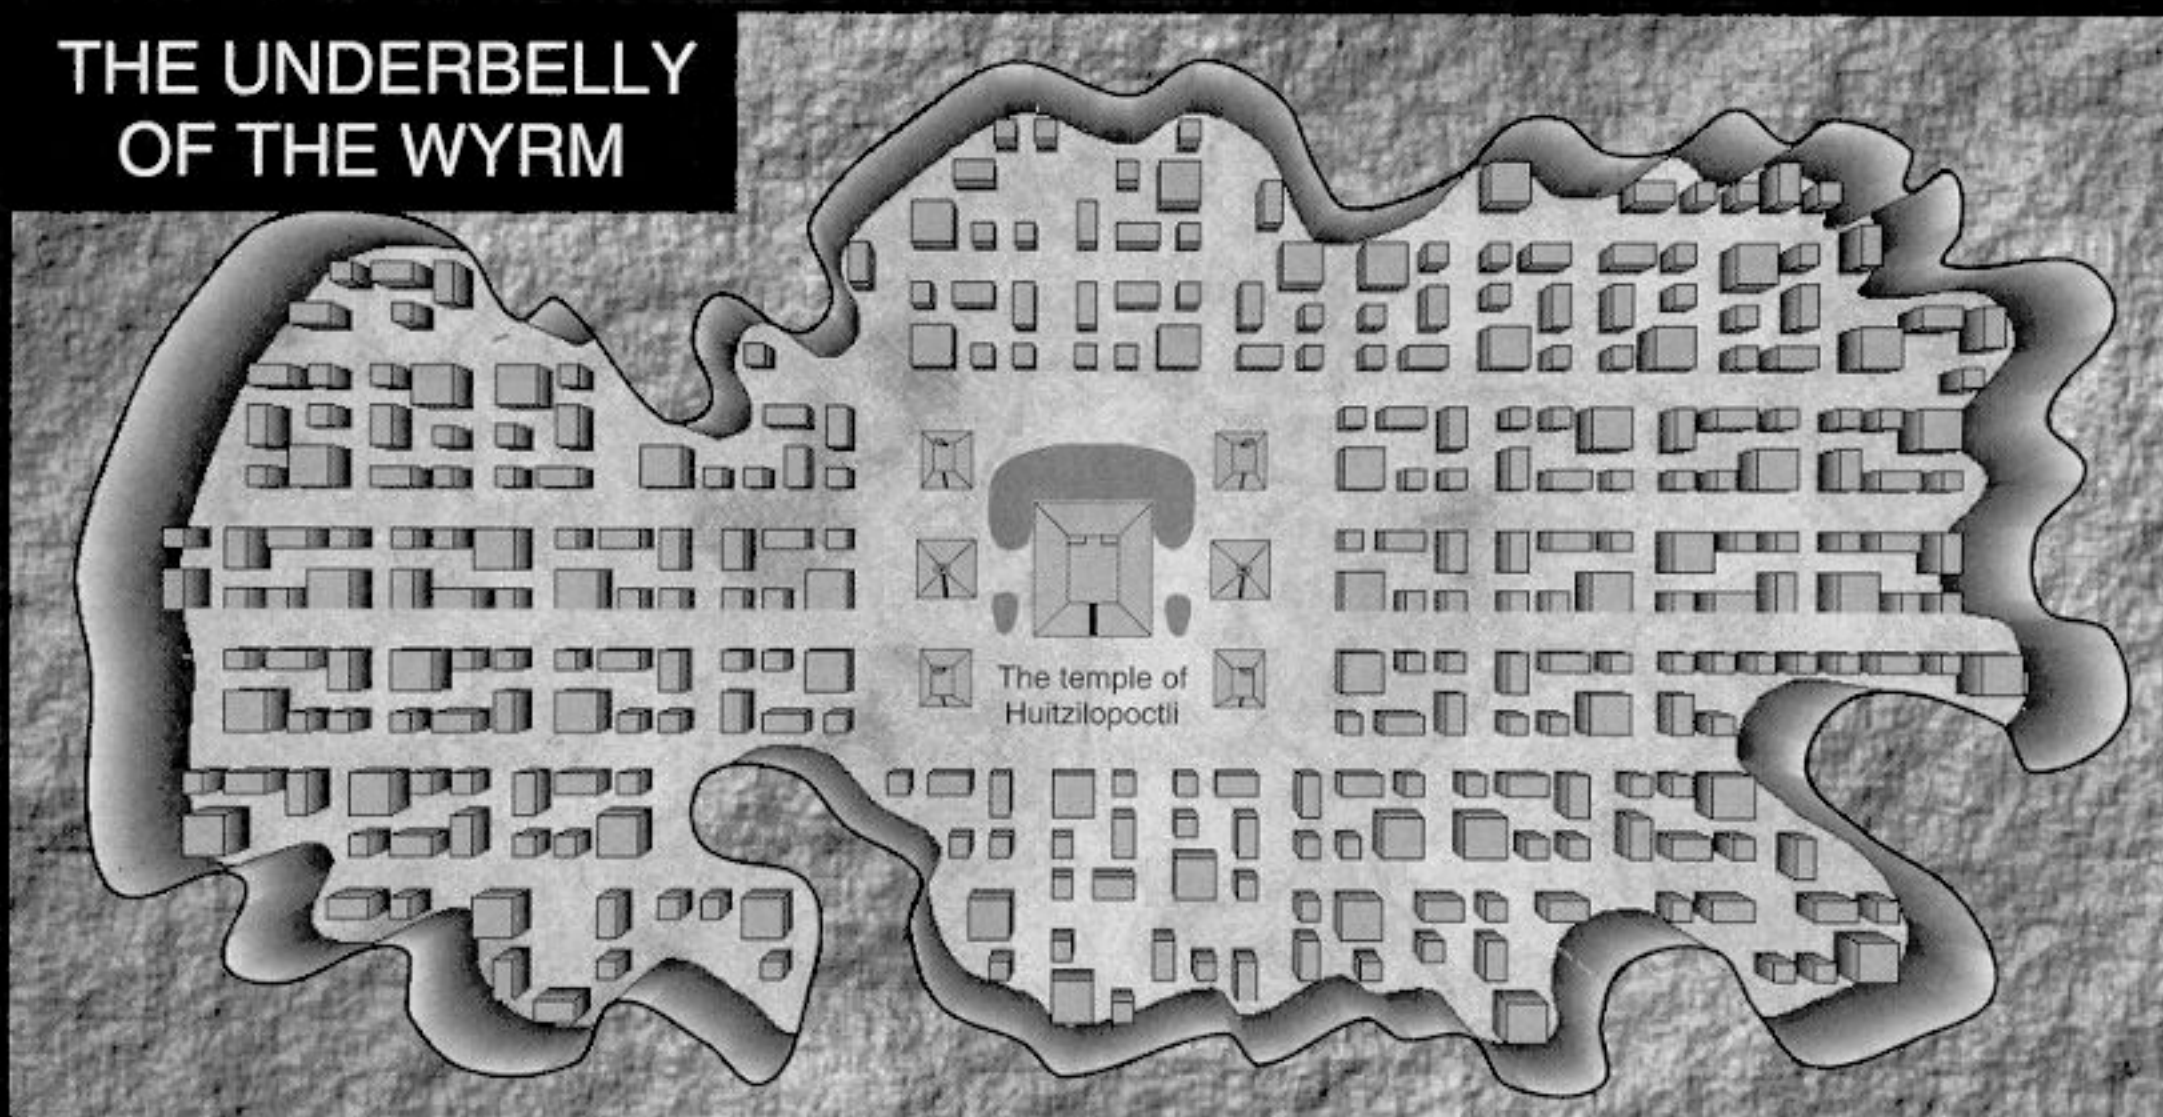 THE UNDERBELLY
OF THE WYRM
The temple of
Huitzilopoctli